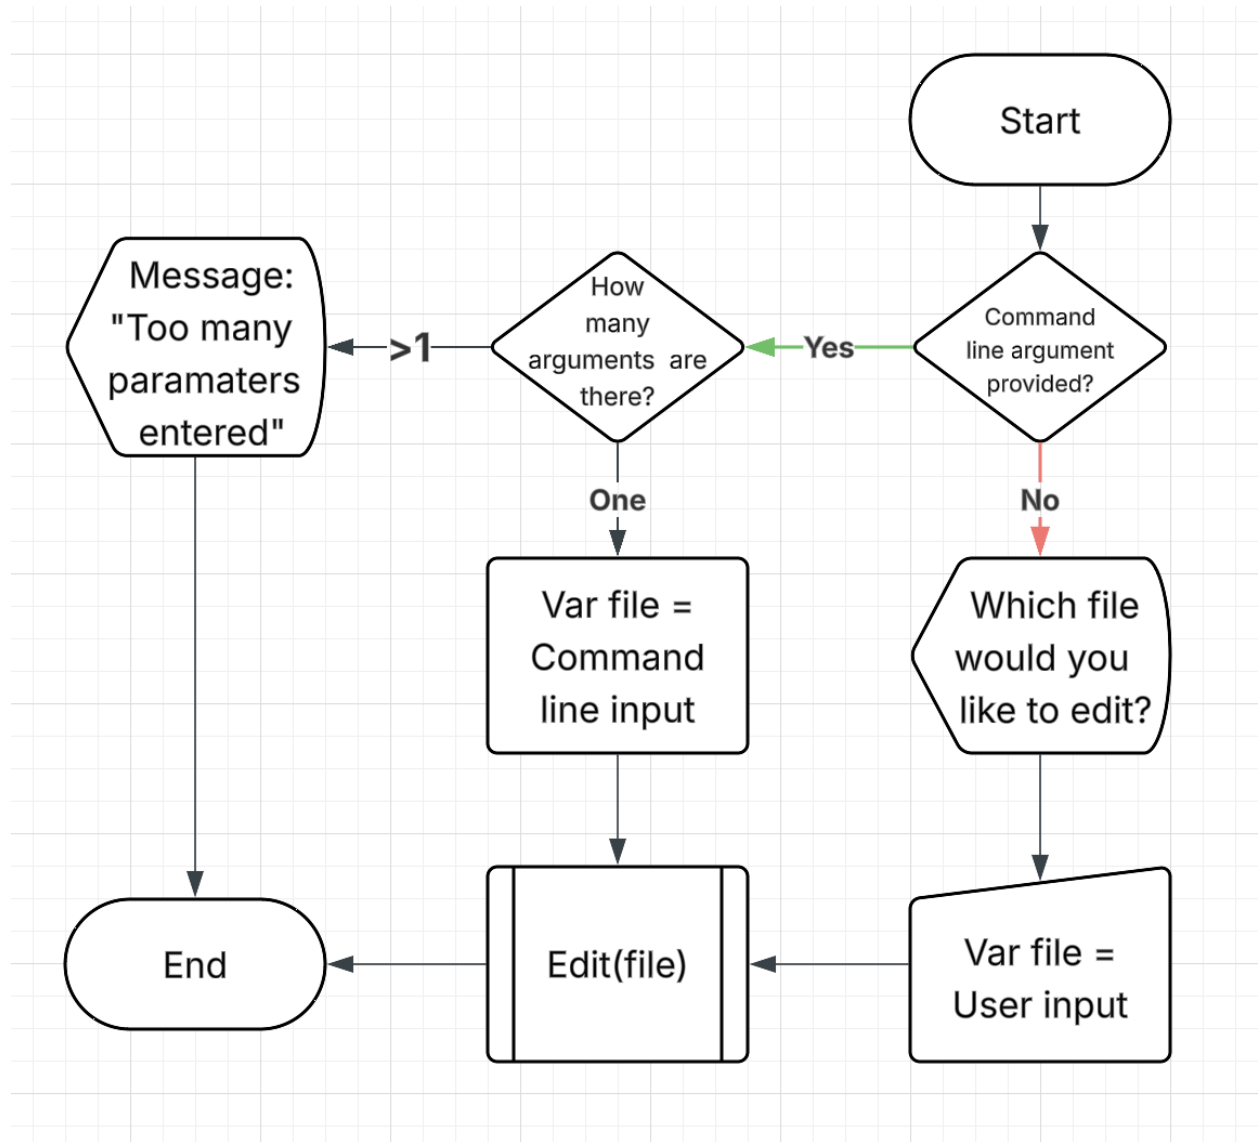 Start
Command
line argument
provided?
Yes
How
many
arguments are
there?
>1
Message:
"Too many
paramaters
entered"
One
No
Var file =
Command
line input
Which file
would you
like to edit?
Var file =
User input
Edit(file)
End